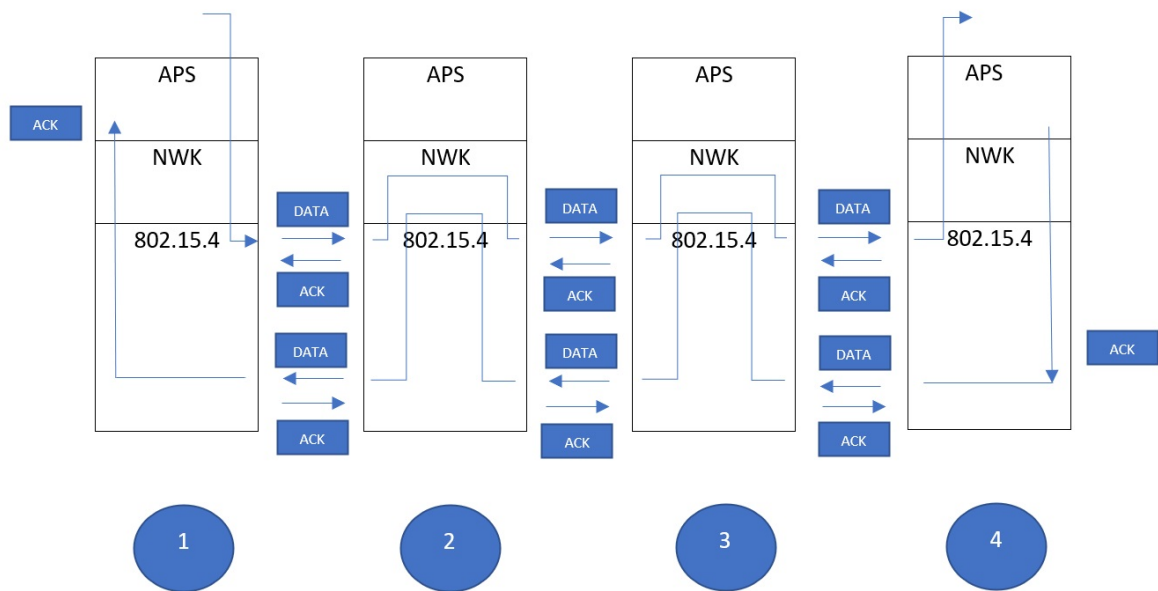 APS
APS
APS
APS
ACK
NWK
NWK
NWK
NWK
DATA
DATA
DATA
802.15.4
802.15.4
802.15.4
802.15.4
ACK
ACK
ACK
DATA
DATA
DATA
ACK
ACK
ACK
ACK
1
2
3
4